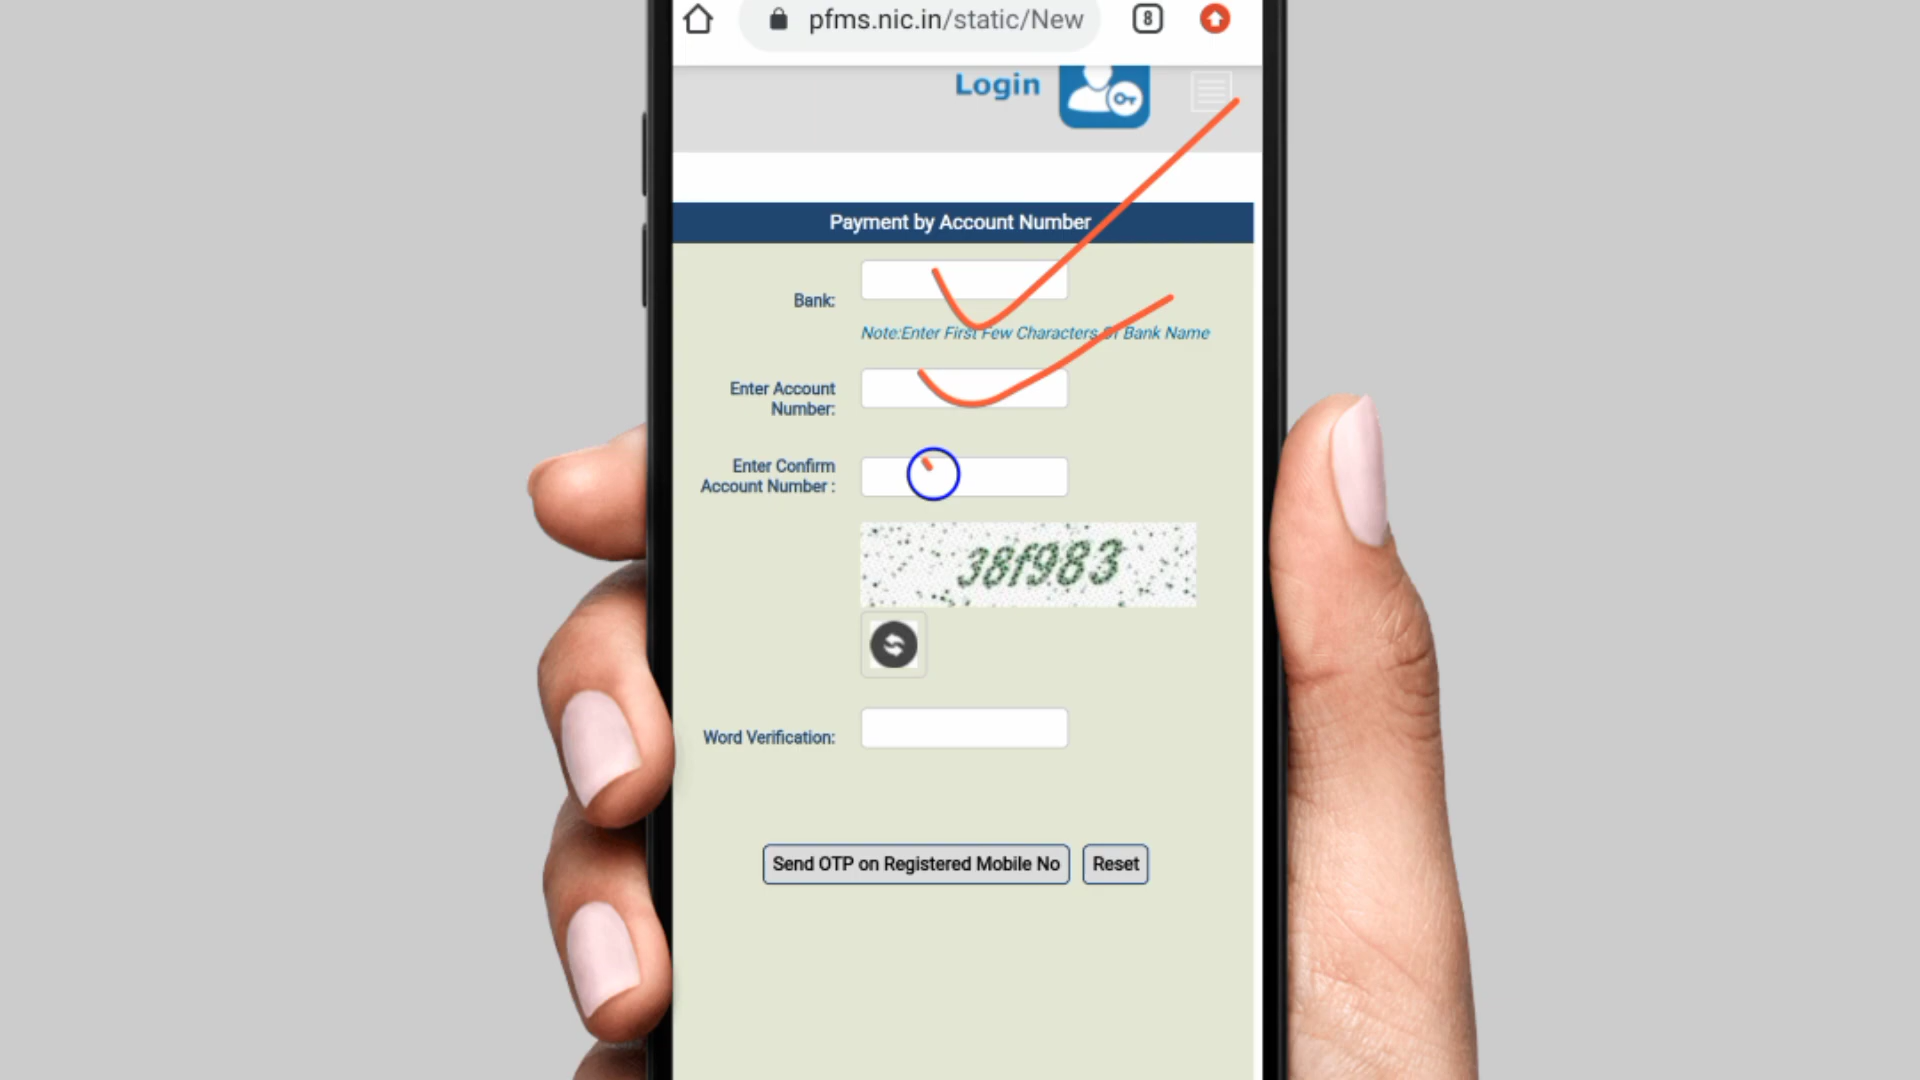 pfms.nic.in/static/New
8
Login
Payment by Account Number
Bank:
Note:Enter First Few Characters Of Bank Name
Enter Account
Number:
Enter Confirm
Account Number :
38f983
Word Verification:
Send OTP on Registered Mobile No
Reset